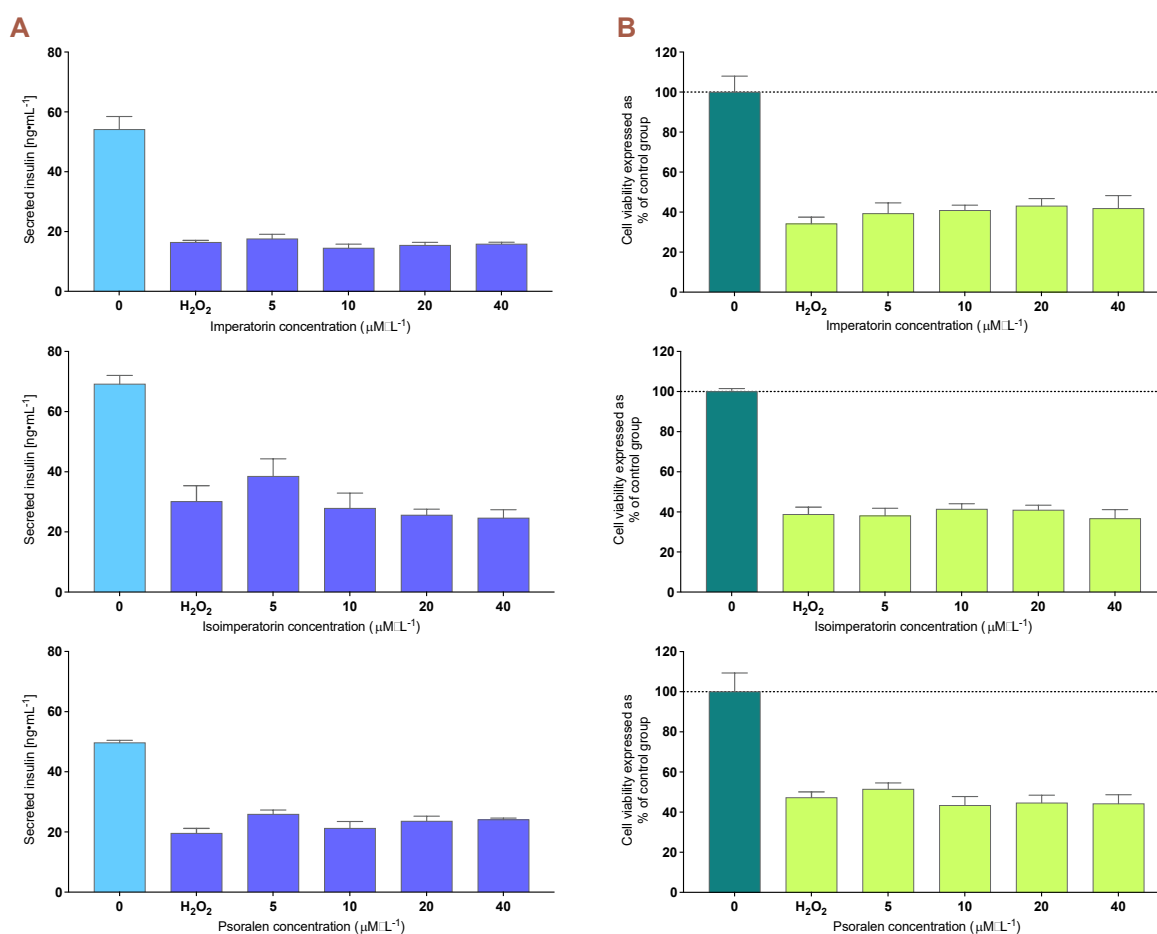 A
Secreted insulin [ng•mL⁻¹]
80
60
40
20
0
0 H₂O₂ 5 10 20 40
Imperatorin concentration (μM□L⁻¹)
B
Cell viability expressed as
% of control group
120
100
80
60
40
20
0
0 H₂O₂ 5 10 20 40
Imperatorin concentration (μM□L⁻¹)
Secreted insulin [ng•mL⁻¹]
80
60
40
20
0
0 H₂O₂ 5 10 20 40
Isoimperatorin concentration (μM□L⁻¹)
Cell viability expressed as
% of control group
120
100
80
60
40
20
0
0 H₂O₂ 5 10 20 40
Isoimperatorin concentration (μM□L⁻¹)
Secreted insulin [ng•mL⁻¹]
80
60
40
20
0
0 H₂O₂ 5 10 20 40
Psoralen concentration (μM□L⁻¹)
Cell viability expressed as
% of control group
120
100
80
60
40
20
0
0 H₂O₂ 5 10 20 40
Psoralen concentration (μM□L⁻¹)